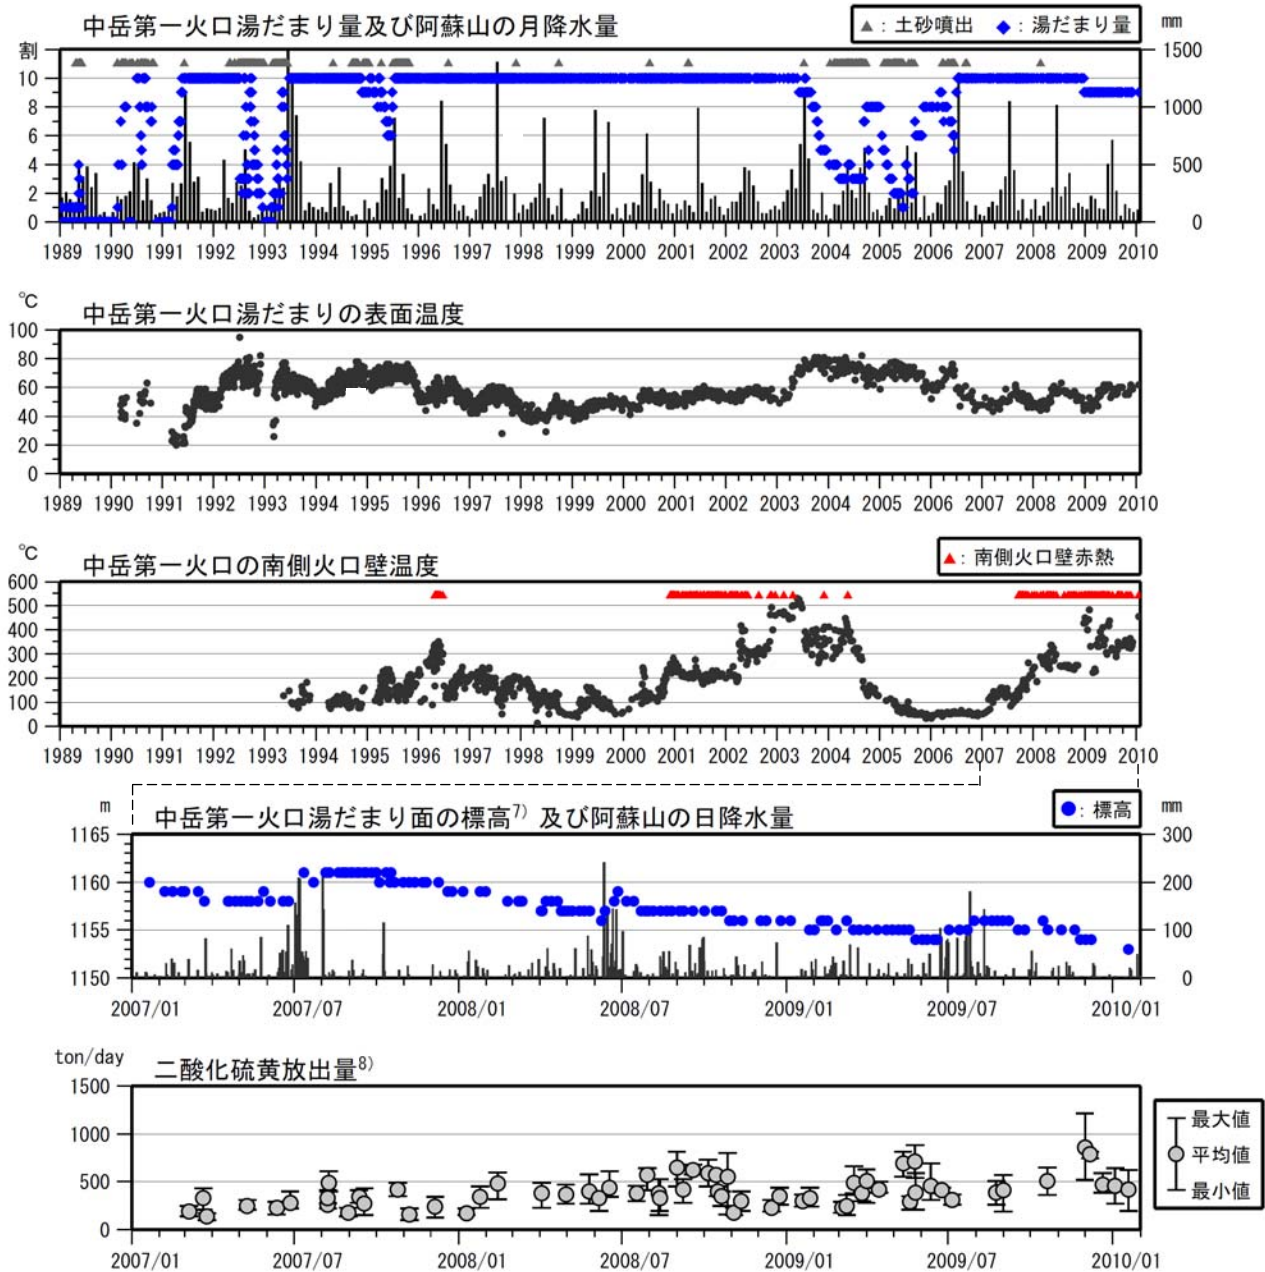 中岳第一火口湯だまり量及び阿蘇山の月降水量
▲: 土砂噴出 ◆: 湯だまり量
割
mm
10
8
6
4
2
0
1500
1000
500
0
1989 1990 1991 1992 1993 1994 1995 1996 1997 1998 1999 2000 2001 2002 2003 2004 2005 2006 2007 2008 2009 2010
℃
中岳第一火口湯だまりの表面温度
100
80
60
40
20
0
1989 1990 1991 1992 1993 1994 1995 1996 1997 1998 1999 2000 2001 2002 2003 2004 2005 2006 2007 2008 2009 2010
℃
中岳第一火口の南側火口壁温度
▲: 南側火口壁赤熱
600
500
400
300
200
100
0
1989 1990 1991 1992 1993 1994 1995 1996 1997 1998 1999 2000 2001 2002 2003 2004 2005 2006 2007 2008 2009 2010
m
中岳第一火口湯だまり面の標高7) 及び阿蘇山の日降水量
●: 標高
mm
1165
1160
1155
1150
300
200
100
0
2007/01 2007/07 2008/01 2008/07 2009/01 2009/07 2010/01
ton/day
二酸化硫黄放出量8)
1500
1000
500
0
最大値
平均値
最小値
2007/01 2007/07 2008/01 2008/07 2009/01 2009/07 2010/01